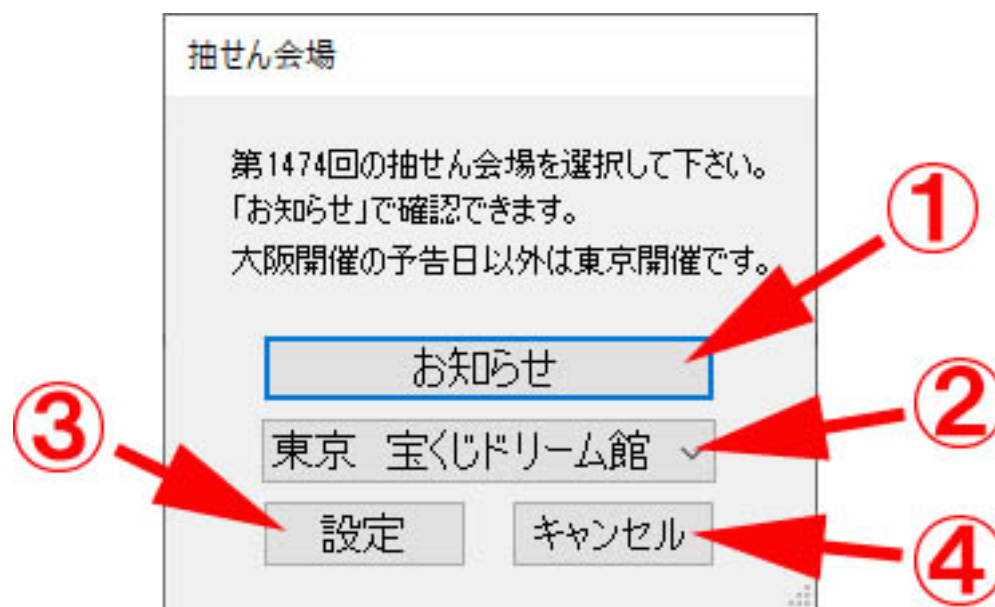 抽せん会場
第1474回の抽せん会場を選択して下さい。
「お知らせ」で確認できます。
大阪開催の予告日以外は東京開催です。
①
お知らせ
②
東京 宝くじドリーム館
③
設定
キャンセル
④